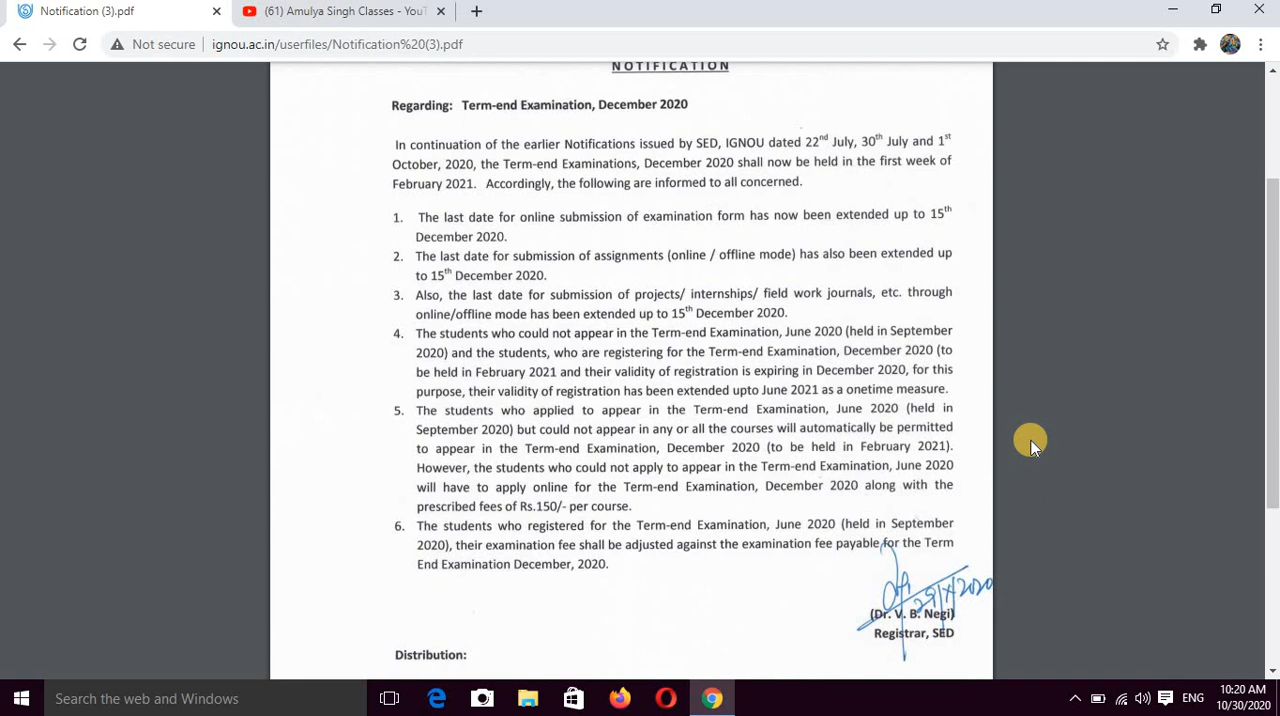 Notification (3).pdf
(61) Amulya Singh Classes - YouT
Not secure
ignou.ac.in/userfiles/Notification%20(3).pdf
NOTIFICATION
Regarding: Term-end Examination, December 2020
In continuation of the earlier Notifications issued by SED, IGNOU dated 22nd July, 30th July and 1st
October, 2020, the Term-end Examinations, December 2020 shall now be held in the first week of
February 2021. Accordingly, the following are informed to all concerned.
1. The last date for online submission of examination form has now been extended up to 15th
December 2020.
2. The last date for submission of assignments (online / offline mode) has also been extended up
to 15th December 2020.
3. Also, the last date for submission of projects/ internships/ field work journals, etc. through
online/offline mode has been extended up to 15th December 2020.
4. The students who could not appear in the Term-end Examination, June 2020 (held in September
2020) and the students, who are registering for the Term-end Examination, December 2020 (to
be held in February 2021 and their validity of registration is expiring in December 2020, for this
purpose, their validity of registration has been extended upto June 2021 as a onetime measure.
5. The students who applied to appear in the Term-end Examination, June 2020 (held in
September 2020) but could not appear in any or all the courses will automatically be permitted
to appear in the Term-end Examination, December 2020 (to be held in February 2021).
However, the students who could not apply to appear in the Term-end Examination, June 2020
will have to apply online for the Term-end Examination, December 2020 along with the
prescribed fees of Rs.150/- per course.
6. The students who registered for the Term-end Examination, June 2020 (held in September
2020), their examination fee shall be adjusted against the examination fee payable for the Term
End Examination December, 2020.
29/X/2020
(Dr. V. B. Negi)
Registrar, SED
Distribution:
Search the web and Windows
ENG
10:20 AM
10/30/2020